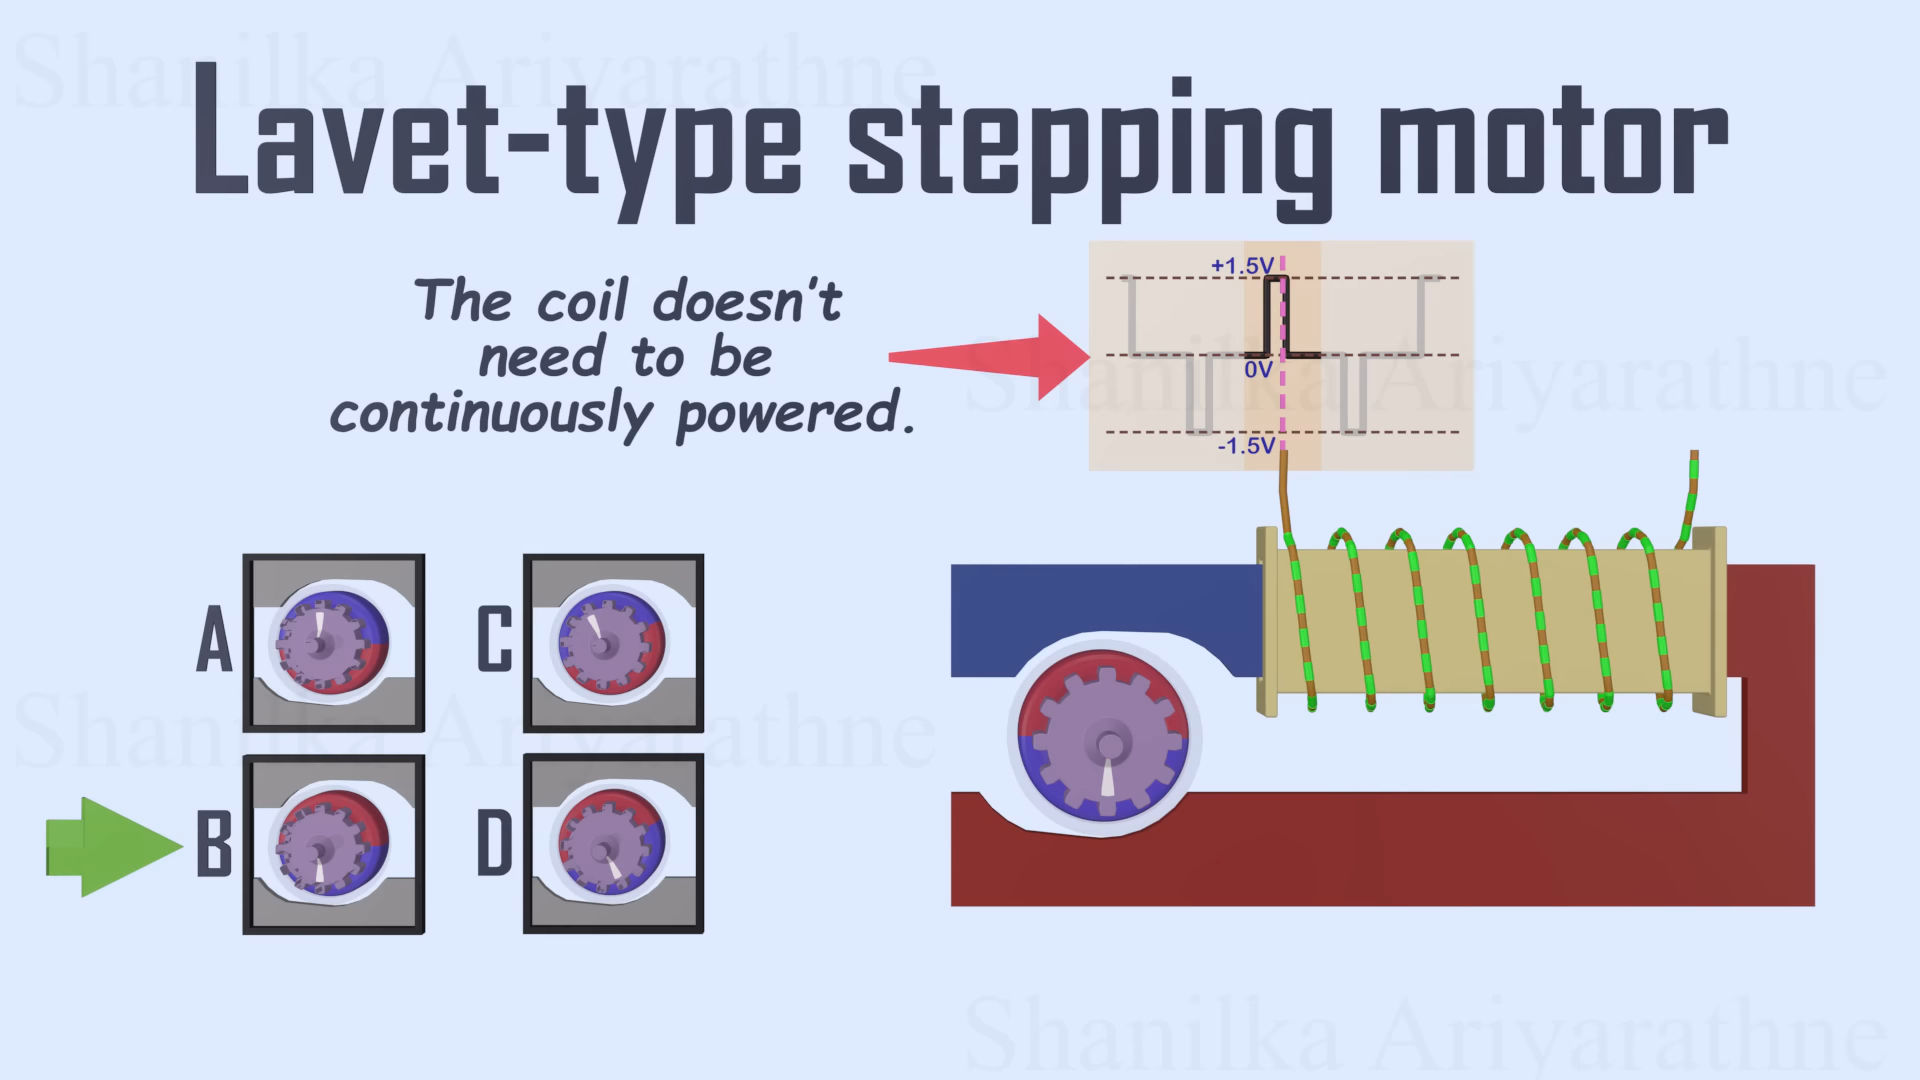 Lavet-type stepping motor
The coil doesn't
need to be
continuously powered.
+1.5V
0V
-1.5V
A
C
B
D
Shanilka Ariyarathne
Shanilka Ariyarathne
Shanilka Ariyarathne
Shanilka Ariyarathne